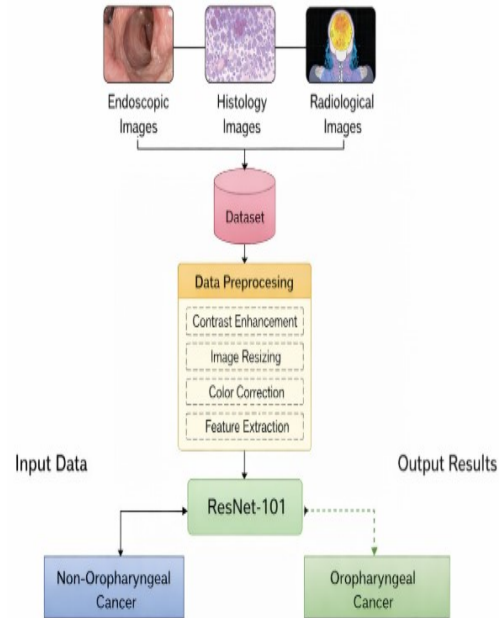 Endoscopic
Images
Histology
Images
Radiological
Images
Dataset
Data Preprocesing
Contrast Enhancement
Image Resizing
Color Correction
Feature Extraction
Input Data
Output Results
ResNet-101
Non-Oropharyngeal
Cancer
Oropharyngeal
Cancer